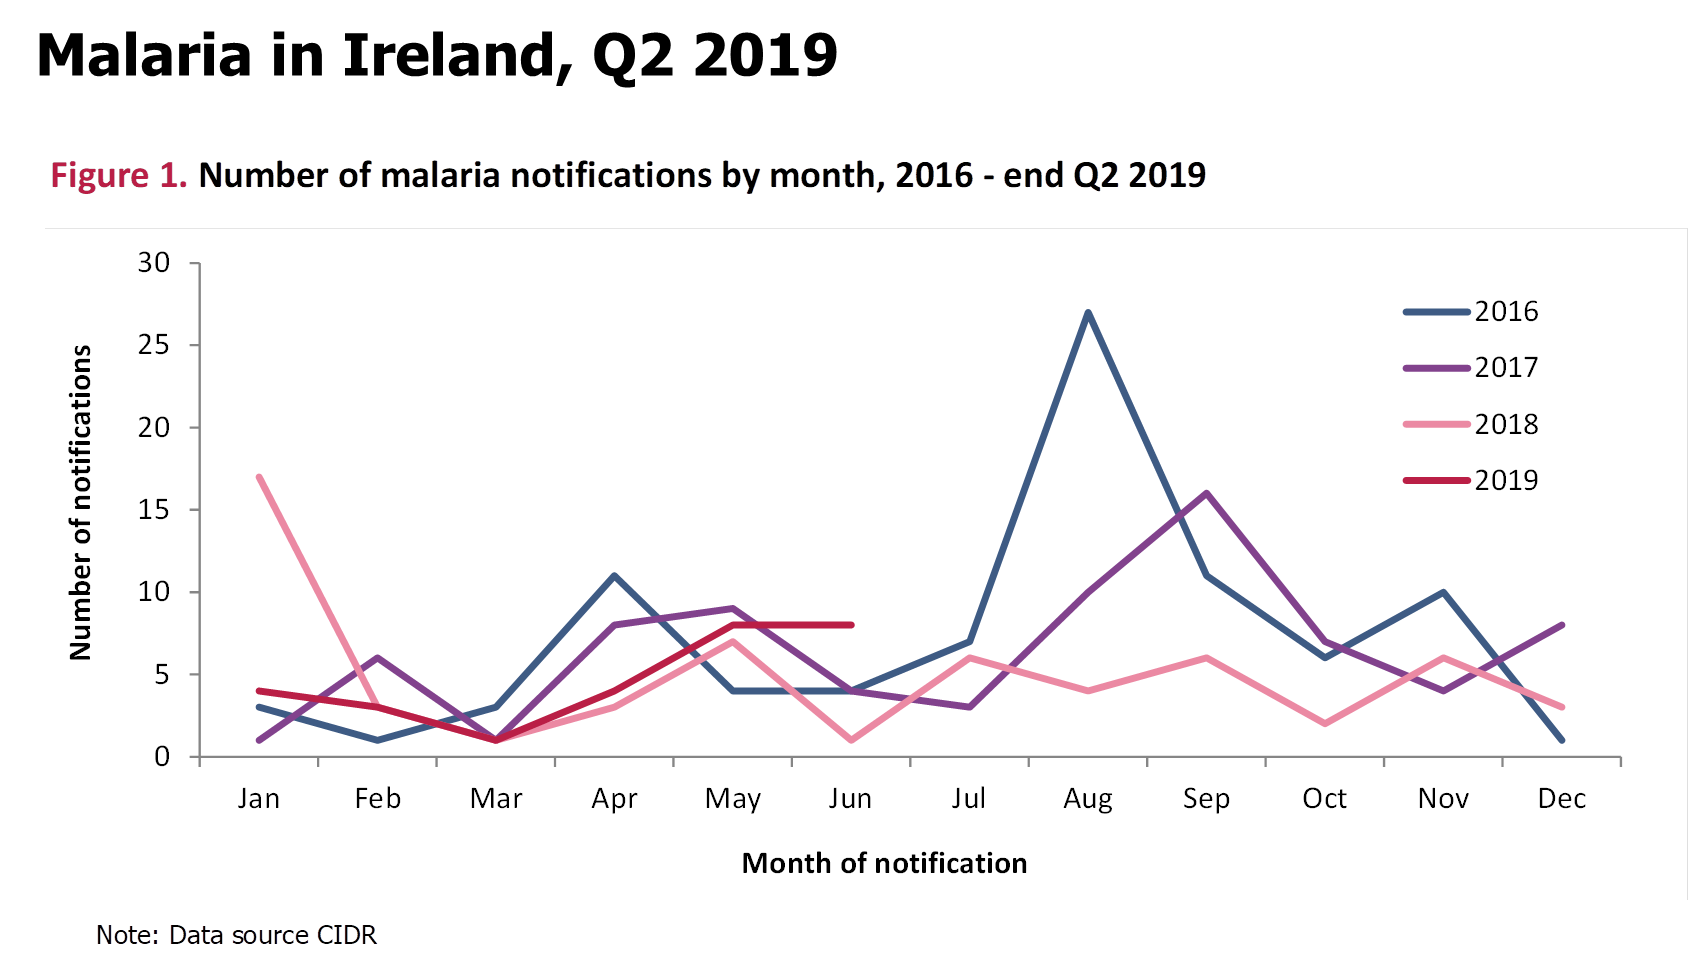 Malaria in Ireland, Q2 2019
Figure 1. Number of malaria notifications by month, 2016 - end Q2 2019
30
25
20
15
10
5
0
Number of notifications
2016
2017
2018
2019
Jan Feb Mar Apr May Jun Jul Aug Sep Oct Nov Dec
Month of notification
Note: Data source CIDR